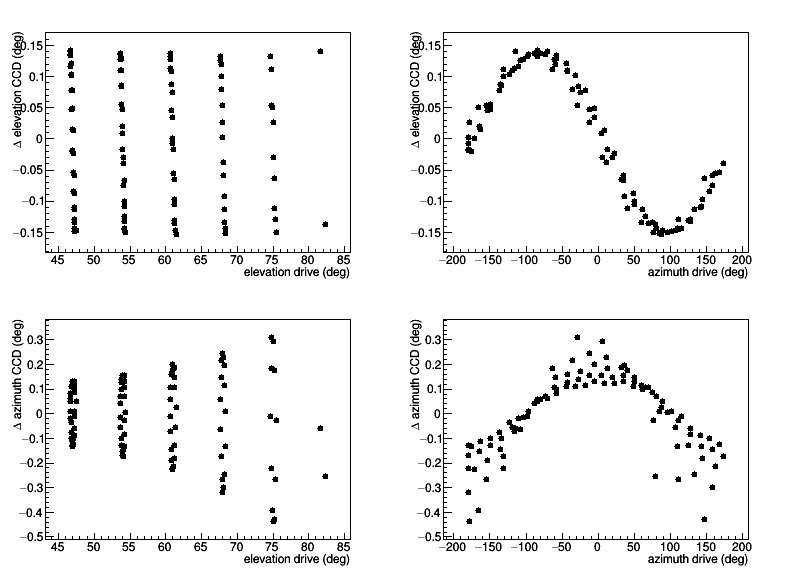 Δ elevation CCD (deg)
0.15
0.1
0.05
0
−0.05
−0.1
−0.15
45 50 55 60 65 70 75 80 85
elevation drive (deg)
Δ elevation CCD (deg)
0.15
0.1
0.05
0
−0.05
−0.1
−0.15
−200 −150 −100 −50 0 50 100 150 200
azimuth drive (deg)
Δ azimuth CCD (deg)
0.3
0.2
0.1
0
−0.1
−0.2
−0.3
−0.4
−0.5
45 50 55 60 65 70 75 80 85
elevation drive (deg)
Δ azimuth CCD (deg)
0.3
0.2
0.1
0
−0.1
−0.2
−0.3
−0.4
−0.5
−200 −150 −100 −50 0 50 100 150 200
azimuth drive (deg)